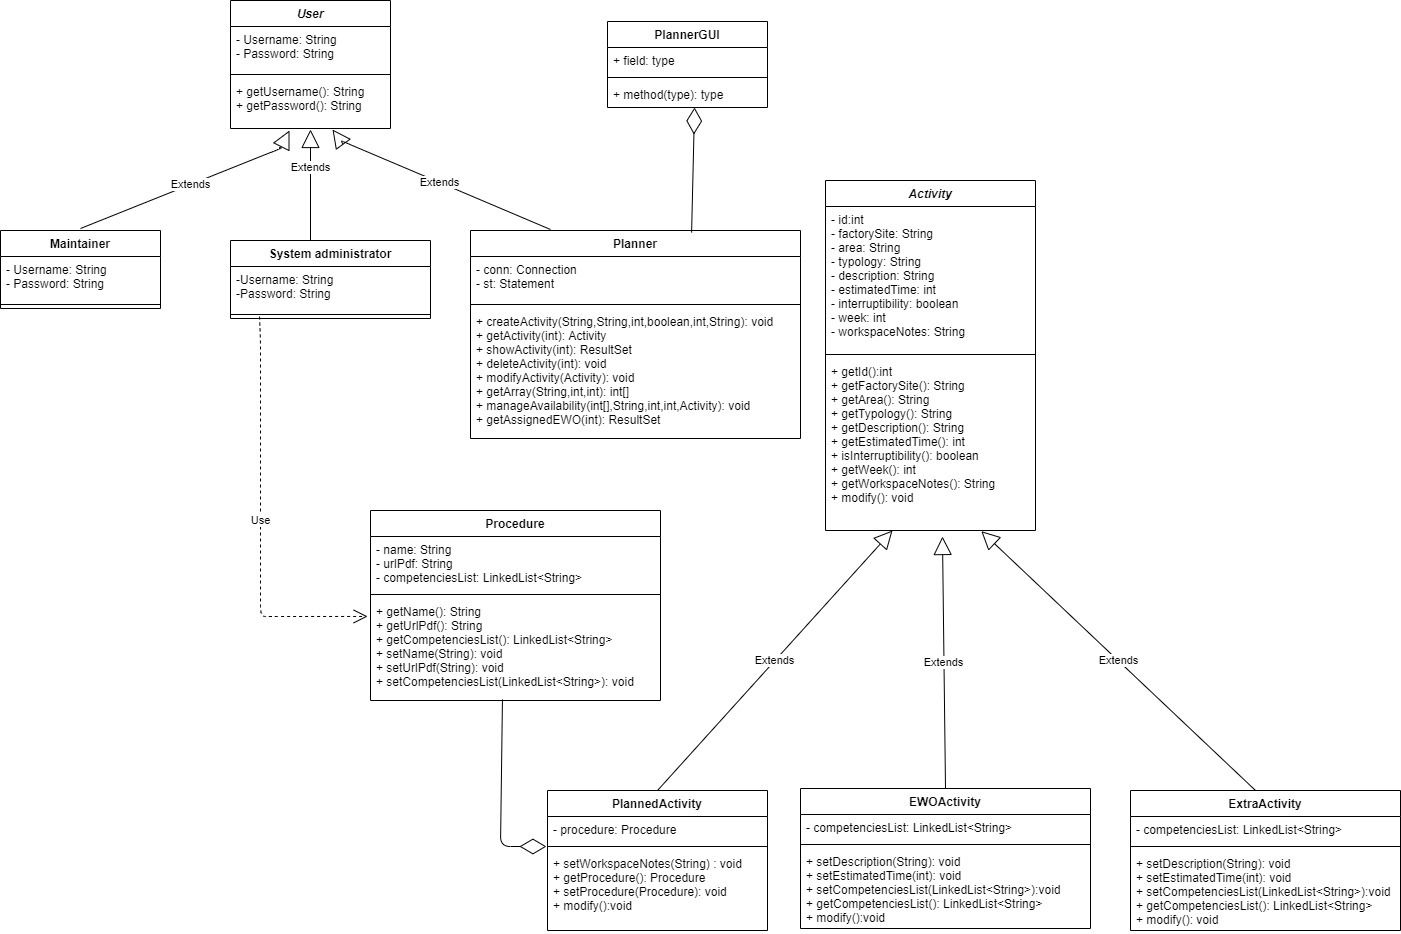 User
- Username: String
- Password: String
+ getUsername(): String
+ getPassword(): String
PlannerGUI
+ field: type
+ method(type): type
Extends
Extends
Extends
Maintainer
- Username: String
- Password: String
System administrator
-Username: String
-Password: String
Planner
- conn: Connection
- st: Statement
+ createActivity(String,String,int,boolean,int,String): void
+ getActivity(int): Activity
+ showActivity(int): ResultSet
+ deleteActivity(int): void
+ modifyActivity(Activity): void
+ getArray(String,int,int): int[]
+ manageAvailability(int[],String,int,int,Activity): void
+ getAssignedEWO(int): ResultSet
Activity
- id:int
- factorySite: String
- area: String
- typology: String
- description: String
- estimatedTime: int
- interruptibility: boolean
- week: int
- workspaceNotes: String
+ getId():int
+ getFactorySite(): String
+ getArea(): String
+ getTypology(): String
+ getDescription(): String
+ getEstimatedTime(): int
+ isInterruptibility(): boolean
+ getWeek(): int
+ getWorkspaceNotes(): String
+ modify(): void
Use
Procedure
- name: String
- urlPdf: String
- competenciesList: LinkedList<String>
+ getName(): String
+ getUrlPdf(): String
+ getCompetenciesList(): LinkedList<String>
+ setName(String): void
+ setUrlPdf(String): void
+ setCompetenciesList(LinkedList<String>): void
Extends
Extends
Extends
PlannedActivity
- procedure: Procedure
+ setWorkspaceNotes(String) : void
+ getProcedure(): Procedure
+ setProcedure(Procedure): void
+ modify():void
EWOActivity
- competenciesList: LinkedList<String>
+ setDescription(String): void
+ setEstimatedTime(int): void
+ setCompetenciesList(LinkedList<String>):void
+ getCompetenciesList(): LinkedList<String>
+ modify():void
ExtraActivity
- competenciesList: LinkedList<String>
+ setDescription(String): void
+ setEstimatedTime(int): void
+ setCompetenciesList(LinkedList<String>):void
+ getCompetenciesList(): LinkedList<String>
+ modify(): void